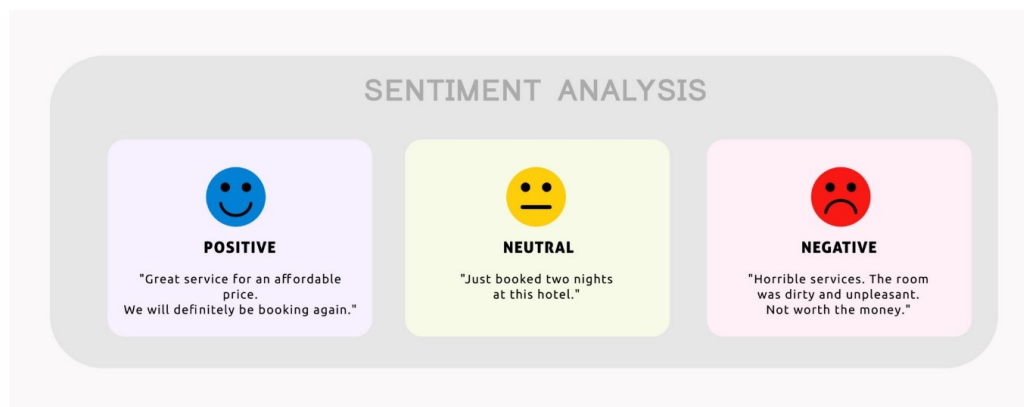 SENTIMENT ANALYSIS
POSITIVE
"Great service for an affordable
price.
We will definitely be booking again."
NEUTRAL
"Just booked two nights
at this hotel."
NEGATIVE
"Horrible services. The room
was dirty and unpleasant.
Not worth the money."